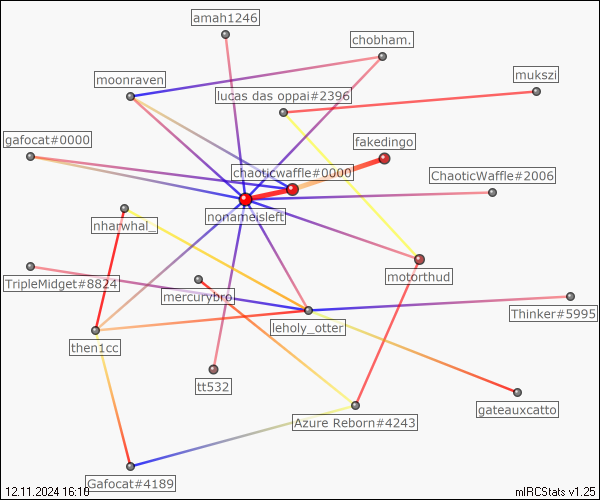 amah1246
chobham.
moonraven
mukszi
lucas das oppai#2396
gafocat#0000
fakedingo
chaoticwaffle#0000
ChaoticWaffle#2006
nonameisleft
nharwhal_
motorthud
TripleMidget#8824
mercurybro
Thinker#5995
leholy_otter
then1cc
tt532
gateauxcatto
Azure Reborn#4243
Gafocat#4189
12.11.2024 16:10
mIRCStats v1.25